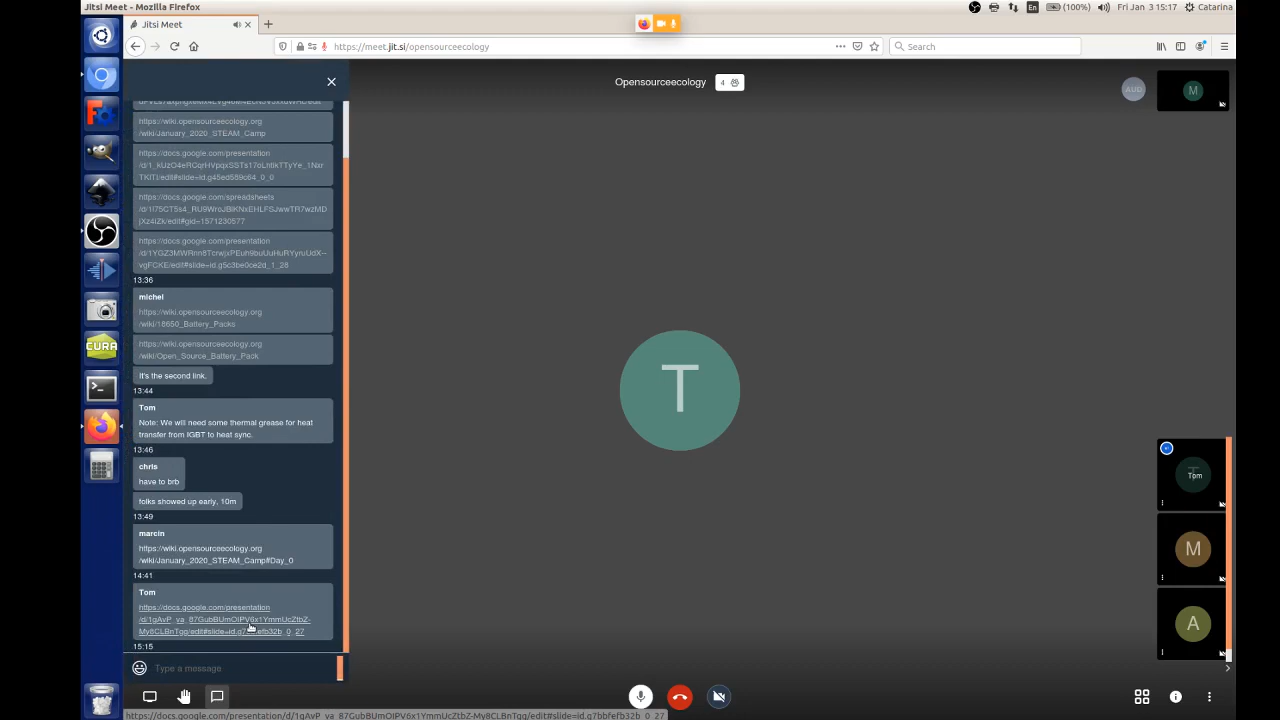 Jitsi Meet - Mozilla Firefox
En
(100%)
Fri Jan 3 15:17
Catarina
Jitsi Meet
https://meet.jit.si/opensourceecology
Search
Opensourceecology
4
AUD
M
https://wiki.opensourceecology.org
/wiki/January_2020_STEAM_Camp
https://docs.google.com/presentation
https://docs.google.com/spreadsheets
https://docs.google.com/presentation
13:36
michel
https://wiki.opensourceecology.org
/wiki/18650_Battery_Packs
https://wiki.opensourceecology.org
/wiki/Open_Source_Battery_Pack
It's the second link.
13:44
Tom
Note: We will need some thermal grease for heat
transfer from IGBT to heat sync.
13:46
chris
have to brb
folks showed up early, 10m
13:49
marcin
https://wiki.opensourceecology.org
/wiki/January_2020_STEAM_Camp#Day_0
14:41
Tom
https://docs.google.com/presentation
15:15
Type a message
T
T
Tom
M
A
CURA